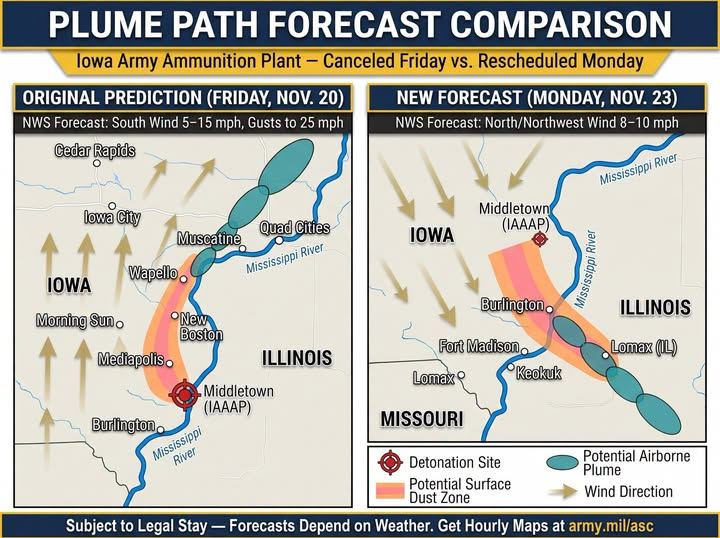 PLUME PATH FORECAST COMPARISON
Iowa Army Ammunition Plant — Canceled Friday vs. Rescheduled Monday
ORIGINAL PREDICTION (FRIDAY, NOV. 20)
NWS Forecast: South Wind 5–15 mph, Gusts to 25 mph
Cedar Rapids
Iowa City
Muscatine
Quad Cities
Mississippi River
Wapello
IOWA
Morning Sun
New
Boston
Mediapolis
ILLINOIS
Middletown
(IAAAP)
Burlington
Mississippi
River
NEW FORECAST (MONDAY, NOV. 23)
NWS Forecast: North/Northwest Wind 8–10 mph
Mississippi River
Middletown
(IAAAP)
IOWA
Mississippi River
Burlington
ILLINOIS
Fort Madison
Lomax (IL)
Lomax
Keokuk
MISSOURI
Detonation Site
Potential Airborne
Plume
Potential Surface
Dust Zone
Wind Direction
Subject to Legal Stay — Forecasts Depend on Weather. Get Hourly Maps at army.mil/asc